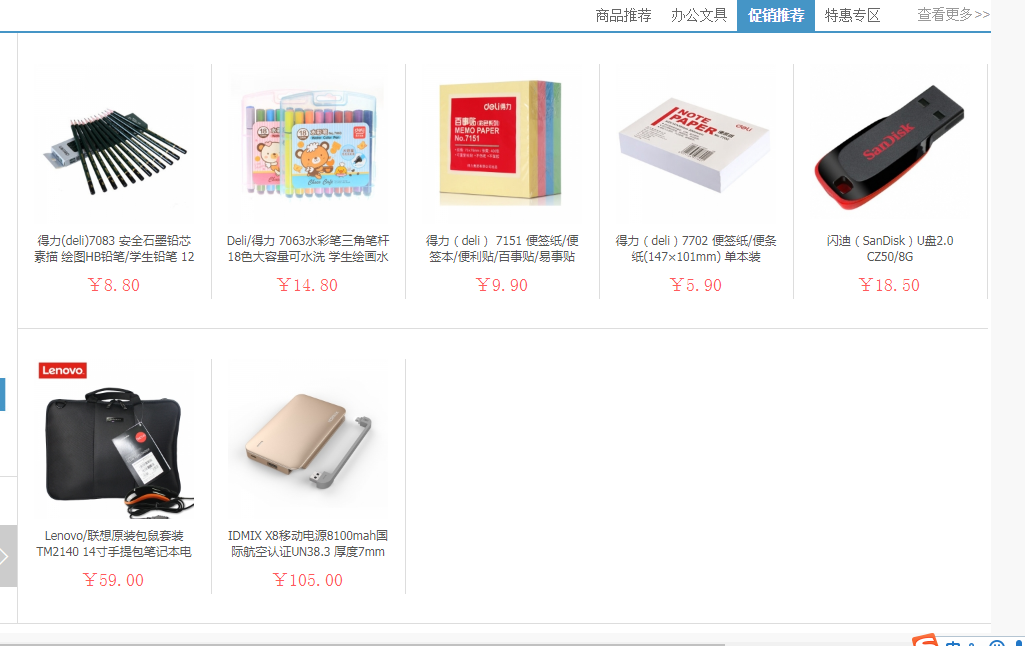 商品推荐 办公文具 促销推荐 特惠专区 查看更多>>
deli得力
百事贴
MEMO PAPER
No.7151
NOTE
PAPER
deli
SanDisk
得力(deli)7083 安全石墨铅芯
素描 绘图HB铅笔/学生铅笔 12
￥8.80
Deli/得力 7063水彩笔三角笔杆
18色大容量可水洗 学生绘画水
￥14.80
得力（deli） 7151 便签纸/便
签本/便利贴/百事贴/易事贴
￥9.90
得力（deli）7702 便签纸/便条
纸(147×101mm) 单本装
￥5.90
闪迪（SanDisk）U盘2.0
CZ50/8G
￥18.50
Lenovo
Lenovo/联想原装包鼠套装
TM2140 14寸手提包笔记本电
￥59.00
IDMIX X8移动电源8100mah国
际航空认证UN38.3 厚度7mm
￥105.00